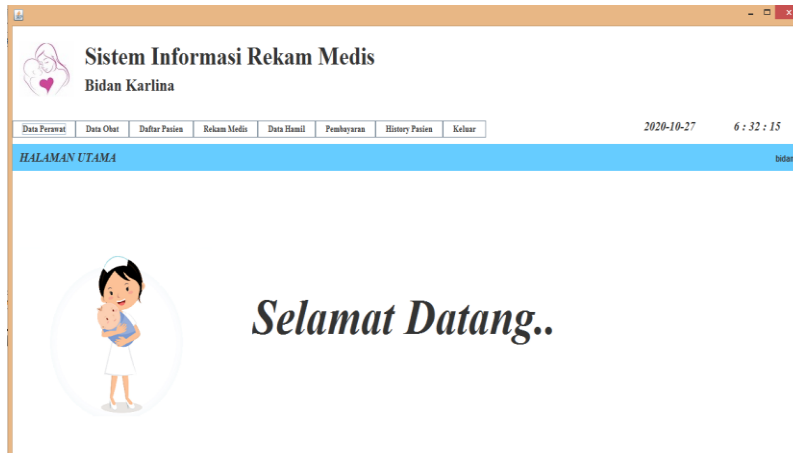 Sistem Informasi Rekam Medis
Bidan Karlina
Data Perawat Data Obat Daftar Pasien Rekam Medis Data Hamil Pembayaran History Pasien Keluar 2020-10-27 6 : 32 : 15
HALAMAN UTAMA bidan
Selamat Datang..